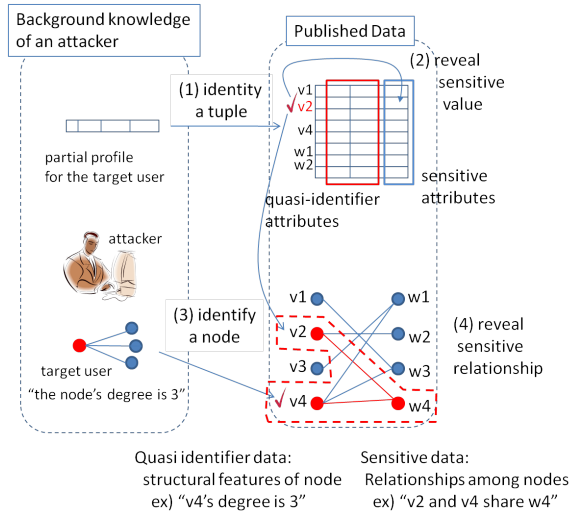 Background knowledge
of an attacker
Published Data
(1) identity
a tuple
(2) reveal
sensitive
value
v1
v2
v4
w1
w2
partial profile
for the target user
quasi-identifier
attributes
sensitive
attributes
attacker
(3) identify
a node
target user
"the node's degree is 3"
v1
v2
v3
v4
w1
w2
w3
w4
(4) reveal
sensitive
relationship
Quasi identifier data:
structural features of node
ex) "v4's degree is 3"
Sensitive data:
Relationships among nodes
ex) "v2 and v4 share w4"